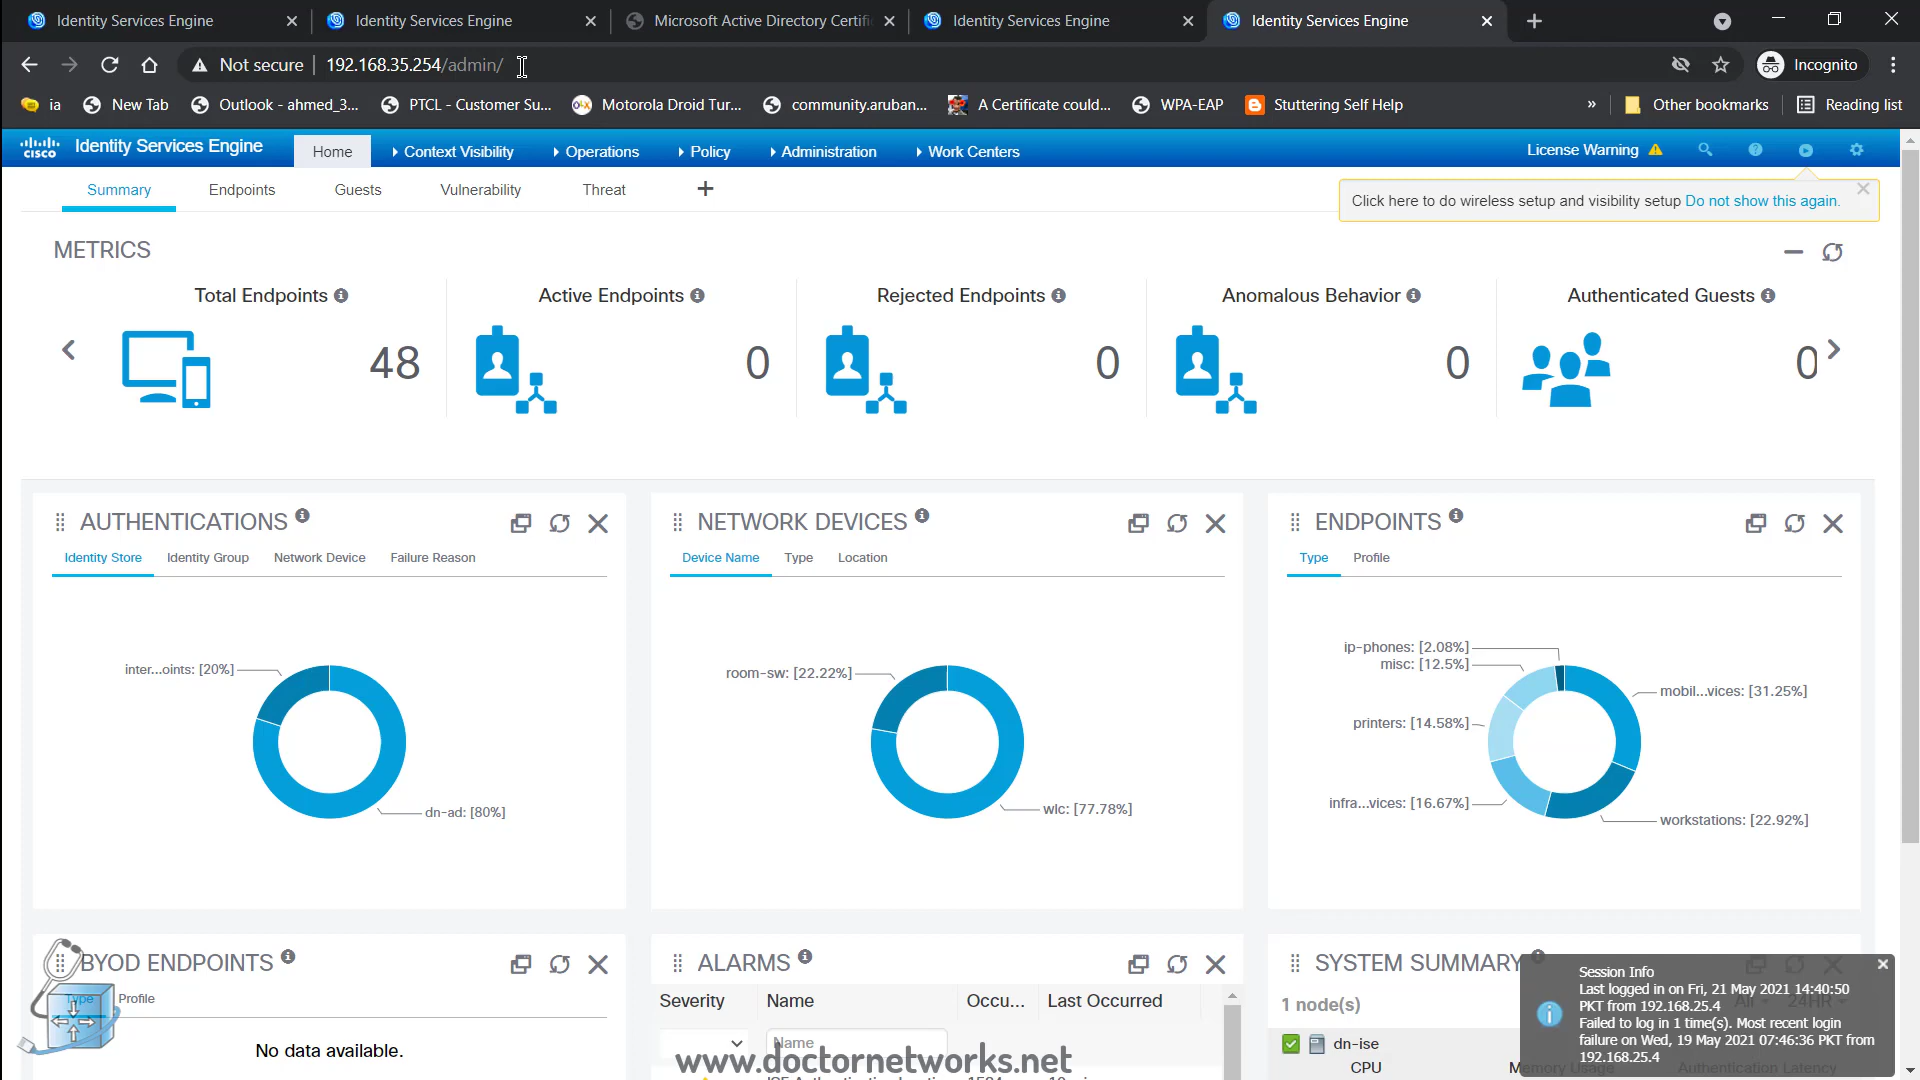 Identity Services Engine
Identity Services Engine
Microsoft Active Directory Certifi
Identity Services Engine
Identity Services Engine
Not secure
192.168.35.254/admin/
Incognito
ia
New Tab
Outlook - ahmed_3...
PTCL - Customer Su...
OLX
Motorola Droid Tur...
community.aruban...
A Certificate could...
WPA-EAP
Stuttering Self Help
»
Other bookmarks
Reading list
CISCO
Identity Services Engine
Home
Context Visibility
Operations
Policy
Administration
Work Centers
License Warning
Summary
Endpoints
Guests
Vulnerability
Threat
Click here to do wireless setup and visibility setup Do not show this again.
METRICS
Total Endpoints
48
Active Endpoints
0
Rejected Endpoints
0
Anomalous Behavior
0
Authenticated Guests
0
AUTHENTICATIONS
Identity Store
Identity Group
Network Device
Failure Reason
inter...oints: [20%]
dn-ad: [80%]
NETWORK DEVICES
Device Name
Type
Location
room-sw: [22.22%]
wlc: [77.78%]
ENDPOINTS
Type
Profile
ip-phones: [2.08%]
misc: [12.5%]
mobil...vices: [31.25%]
printers: [14.58%]
infra...vices: [16.67%]
workstations: [22.92%]
BYOD ENDPOINTS
Type
Profile
No data available.
ALARMS
Severity
Name
Occu...
Last Occurred
Name
www.doctornetworks.net
SYSTEM SUMMARY
1 node(s)
All
24HR
dn-ise
CPU
Memory Usage
Authentication Latency
Session Info
Last logged in on Fri, 21 May 2021 14:40:50
PKT from 192.168.25.4
Failed to log in 1 time(s). Most recent login
failure on Wed, 19 May 2021 07:46:36 PKT from
192.168.25.4